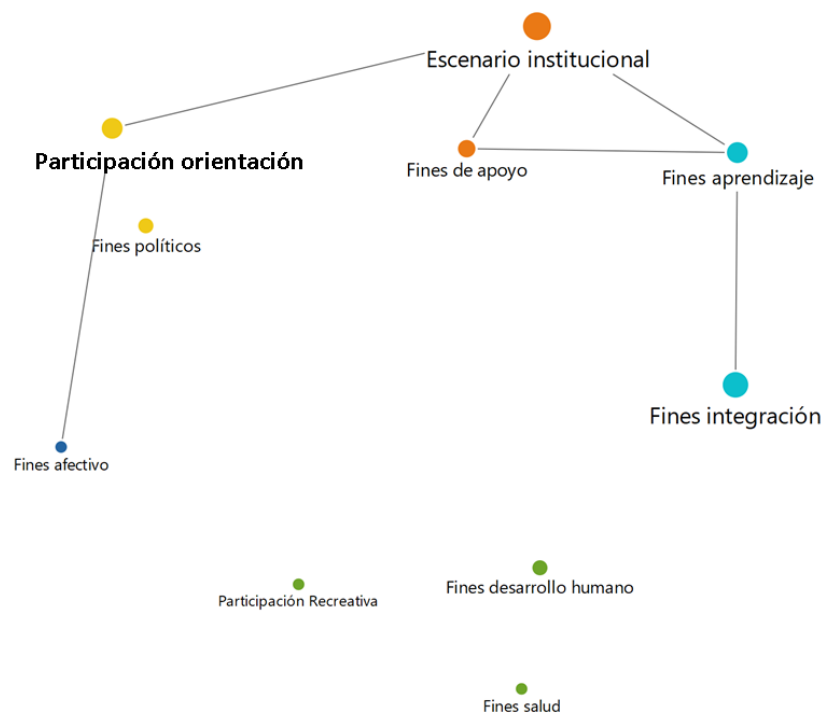 Escenario institucional
Participación orientación
Fines de apoyo
Fines aprendizaje
Fines políticos
Fines integración
Fines afectivo
Fines desarrollo humano
Participación Recreativa
Fines salud